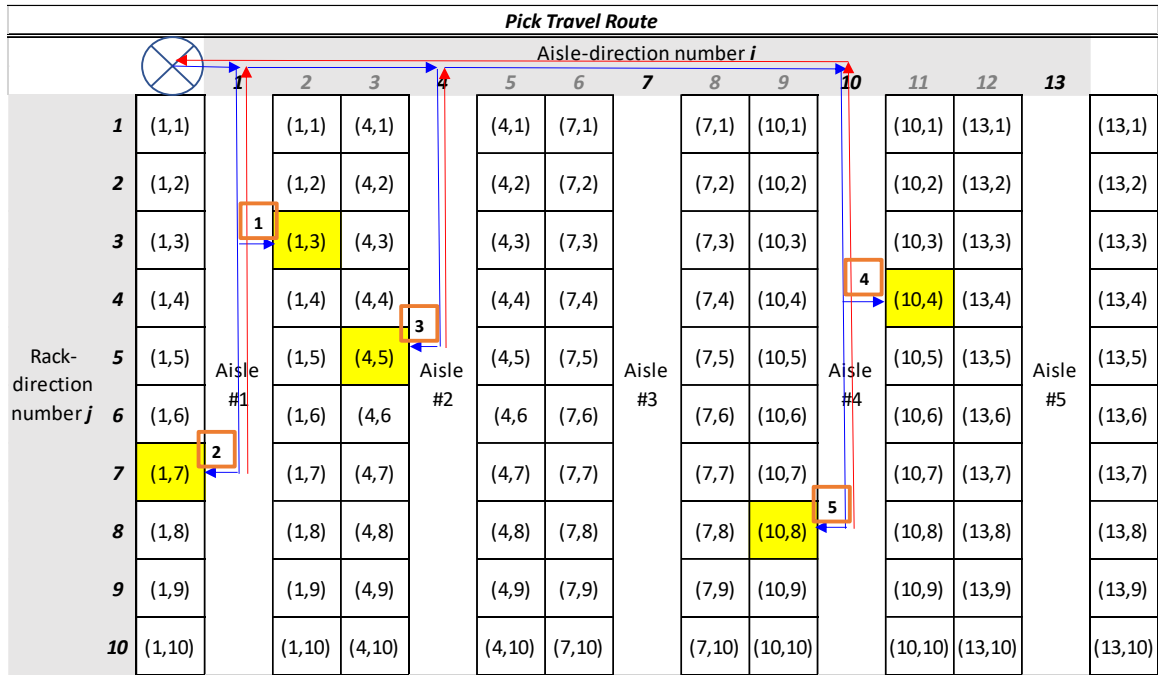 Pick Travel Route
Aisle-direction number i
1 2 3 4 5 6 7 8 9 10 11 12 13
1 (1,1) (1,1) (4,1) (4,1) (7,1) (7,1) (10,1) (10,1) (13,1) (13,1)
2 (1,2) (1,2) (4,2) (4,2) (7,2) (7,2) (10,2) (10,2) (13,2) (13,2)
1
3 (1,3) (1,3) (4,3) (4,3) (7,3) (7,3) (10,3) (10,3) (13,3) (13,3)
4
4 (1,4) (1,4) (4,4) (4,4) (7,4) (7,4) (10,4) (10,4) (13,4) (13,4)
3
5 (1,5) (1,5) (4,5) (4,5) (7,5) (7,5) (10,5) (10,5) (13,5) (13,5)
Rack-
direction
number j
Aisle
#1
Aisle
#2
Aisle
#3
Aisle
#4
Aisle
#5
6 (1,6) (1,6) (4,6 (4,6 (7,6) (7,6) (10,6) (10,6) (13,6) (13,6)
2
7 (1,7) (1,7) (4,7) (4,7) (7,7) (7,7) (10,7) (10,7) (13,7) (13,7)
5
8 (1,8) (1,8) (4,8) (4,8) (7,8) (7,8) (10,8) (10,8) (13,8) (13,8)
9 (1,9) (1,9) (4,9) (4,9) (7,9) (7,9) (10,9) (10,9) (13,9) (13,9)
10 (1,10) (1,10) (4,10) (4,10) (7,10) (7,10) (10,10) (10,10) (13,10) (13,10)